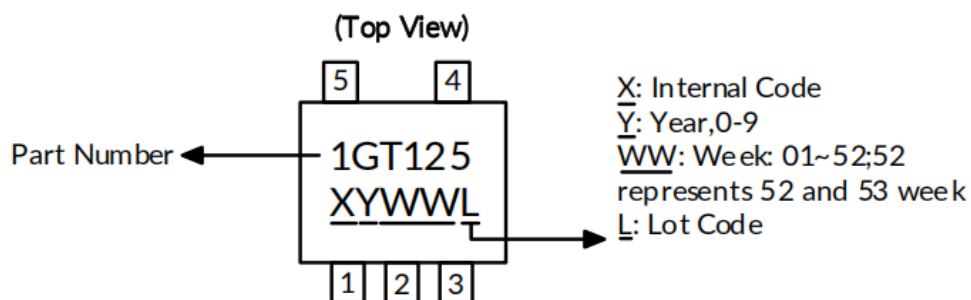 (Top View)
5 4
X: Internal Code
Y: Year,0-9
WW: Week: 01~52;52
represents 52 and 53 week
L: Lot Code
Part Number
1GT125
XYWWL
1 2 3